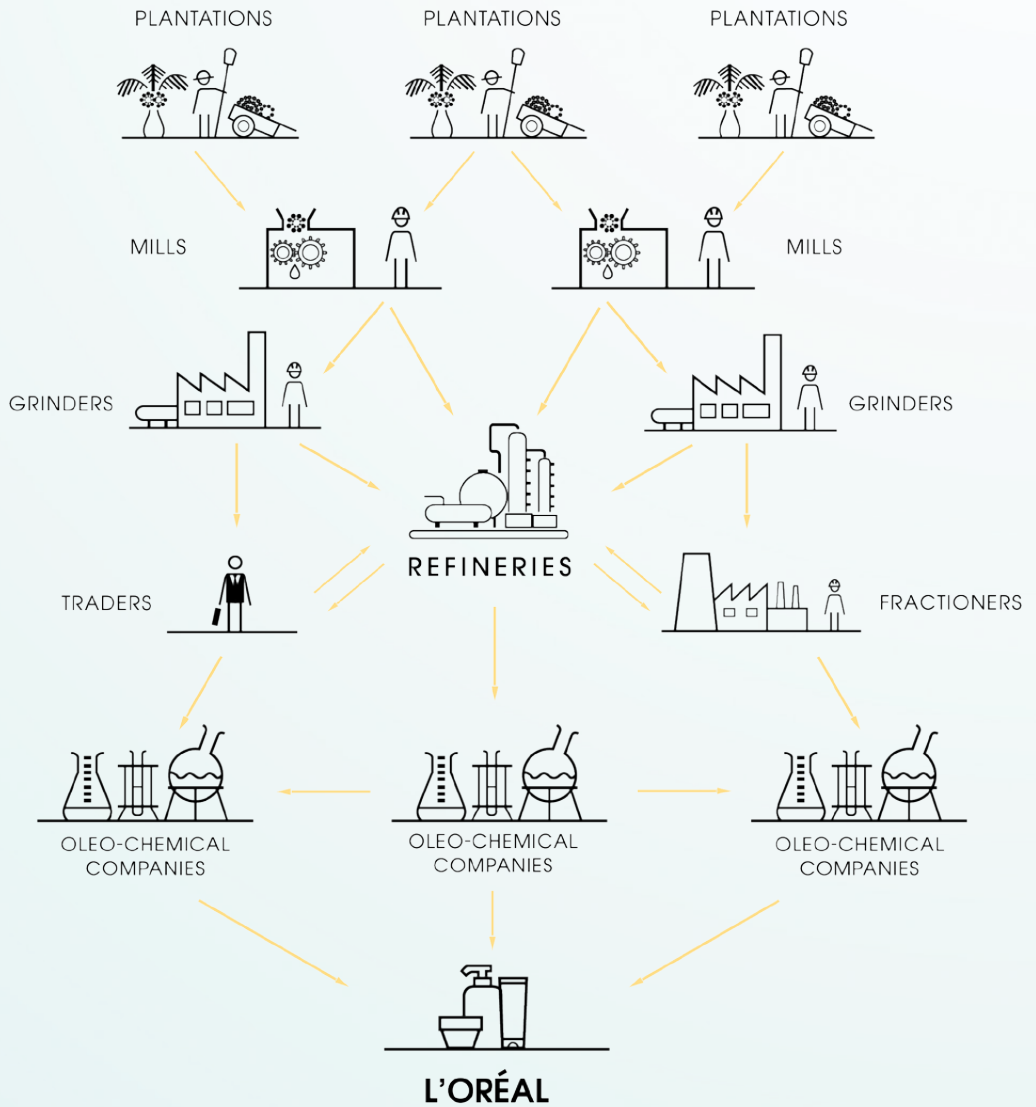 PLANTATIONS
PLANTATIONS
PLANTATIONS
MILLS
MILLS
GRINDERS
GRINDERS
REFINERIES
TRADERS
FRACTIONERS
OLEO-CHEMICAL
COMPANIES
OLEO-CHEMICAL
COMPANIES
OLEO-CHEMICAL
COMPANIES
L'ORÉAL